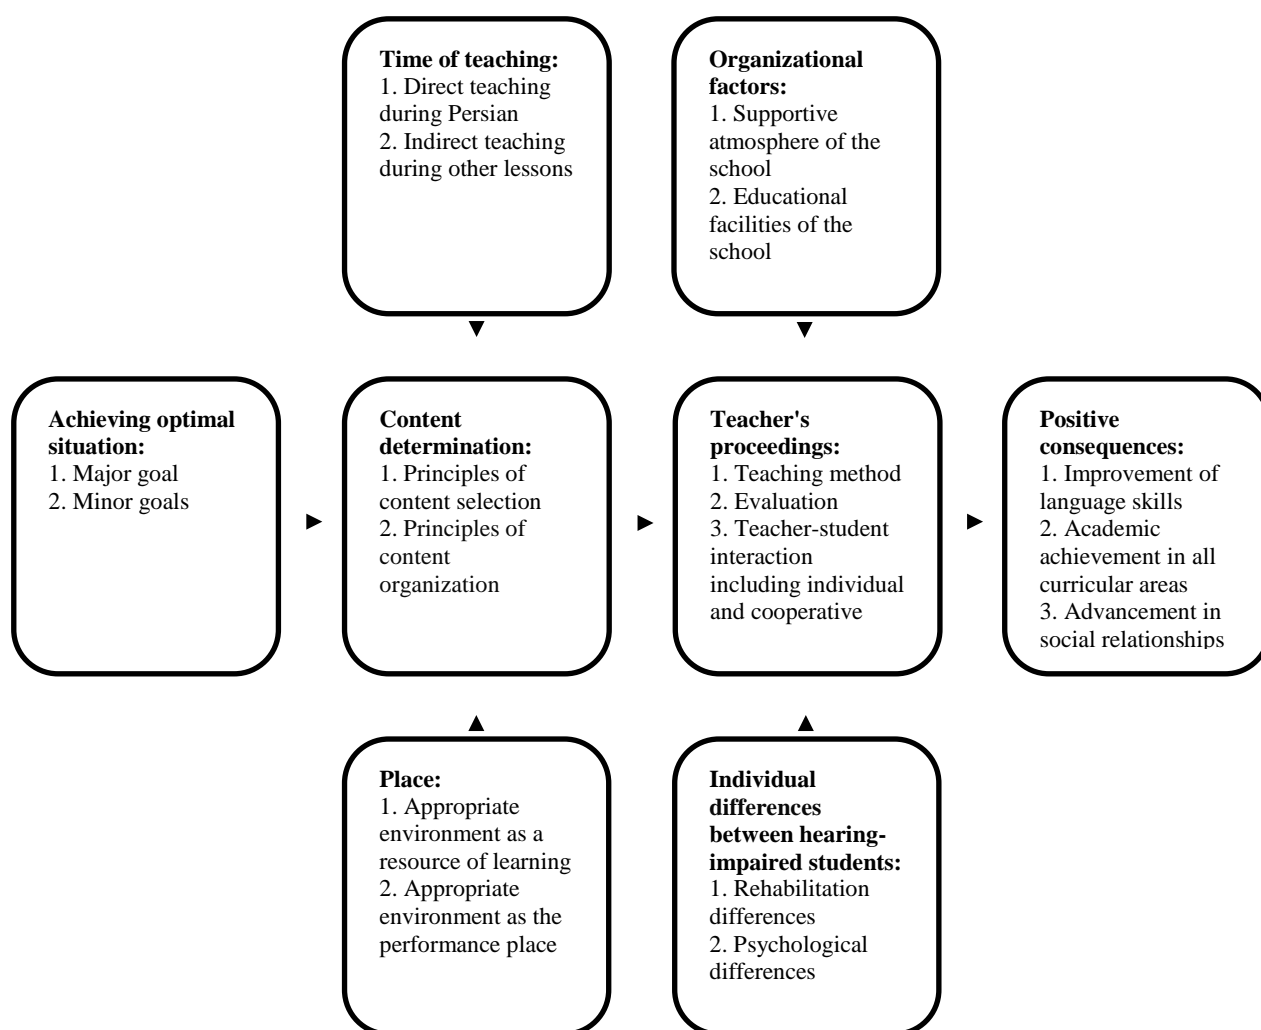 Time of teaching:
1. Direct teaching
during Persian
2. Indirect teaching
during other lessons
Organizational
factors:
1. Supportive
atmosphere of the
school
2. Educational
facilities of the
school
Achieving optimal
situation:
1. Major goal
2. Minor goals
Content
determination:
1. Principles of
content selection
2. Principles of
content
organization
Teacher's
proceedings:
1. Teaching method
2. Evaluation
3. Teacher-student
interaction
including individual
and cooperative
Positive
consequences:
1. Improvement of
language skills
2. Academic
achievement in all
curricular areas
3. Advancement in
social relationships
Place:
1. Appropriate
environment as a
resource of learning
2. Appropriate
environment as the
performance place
Individual
differences
between hearing-
impaired students:
1. Rehabilitation
differences
2. Psychological
differences